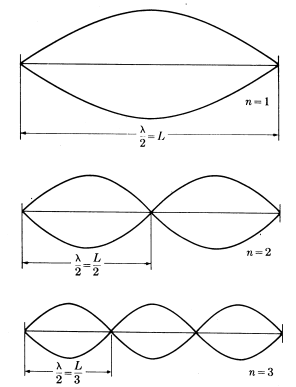 n=1
λ/2 = L
n=2
λ/2 = L/2
λ/2 = L/3
n=3